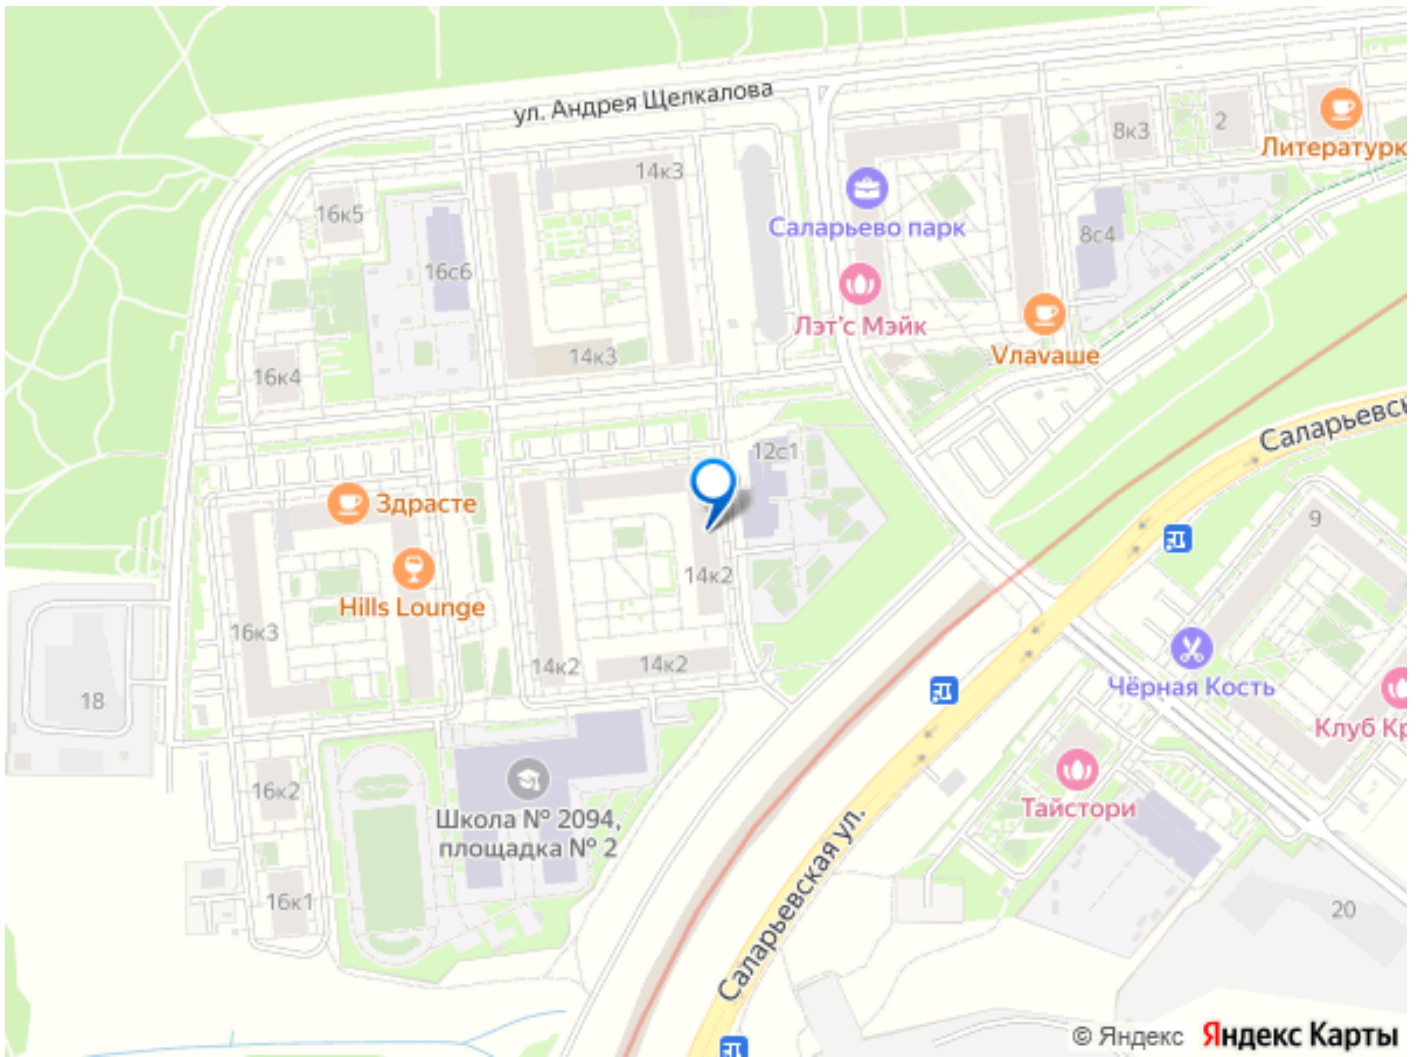 ул. Андрея Щелкалова
8к3
2
Литературк
14к3
16к5
Саларьево парк
8с4
16с6
Лэт'с Мэйк
14к3
Vлаvаше
16к4
Саларьевск
12с1
Здрасте
9
14к2
Hills Lounge
16к3
14к2
14к2
Чёрная Кость
18
Клуб Кр
16к2
Школа № 2094,
площадка № 2
Тайстори
Саларьевская ул.
16к1
20
© Яндекс Яндекс Карты